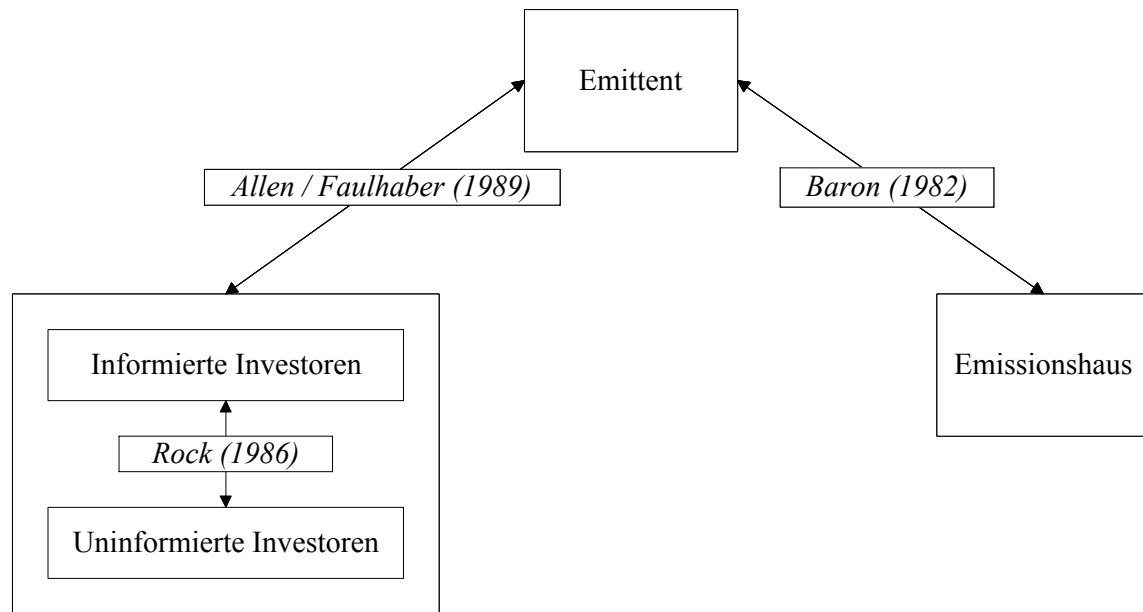 Emittent
Allen / Faulhaber (1989)
Baron (1982)
Informierte Investoren
Emissionshaus
Rock (1986)
Uninformierte Investoren